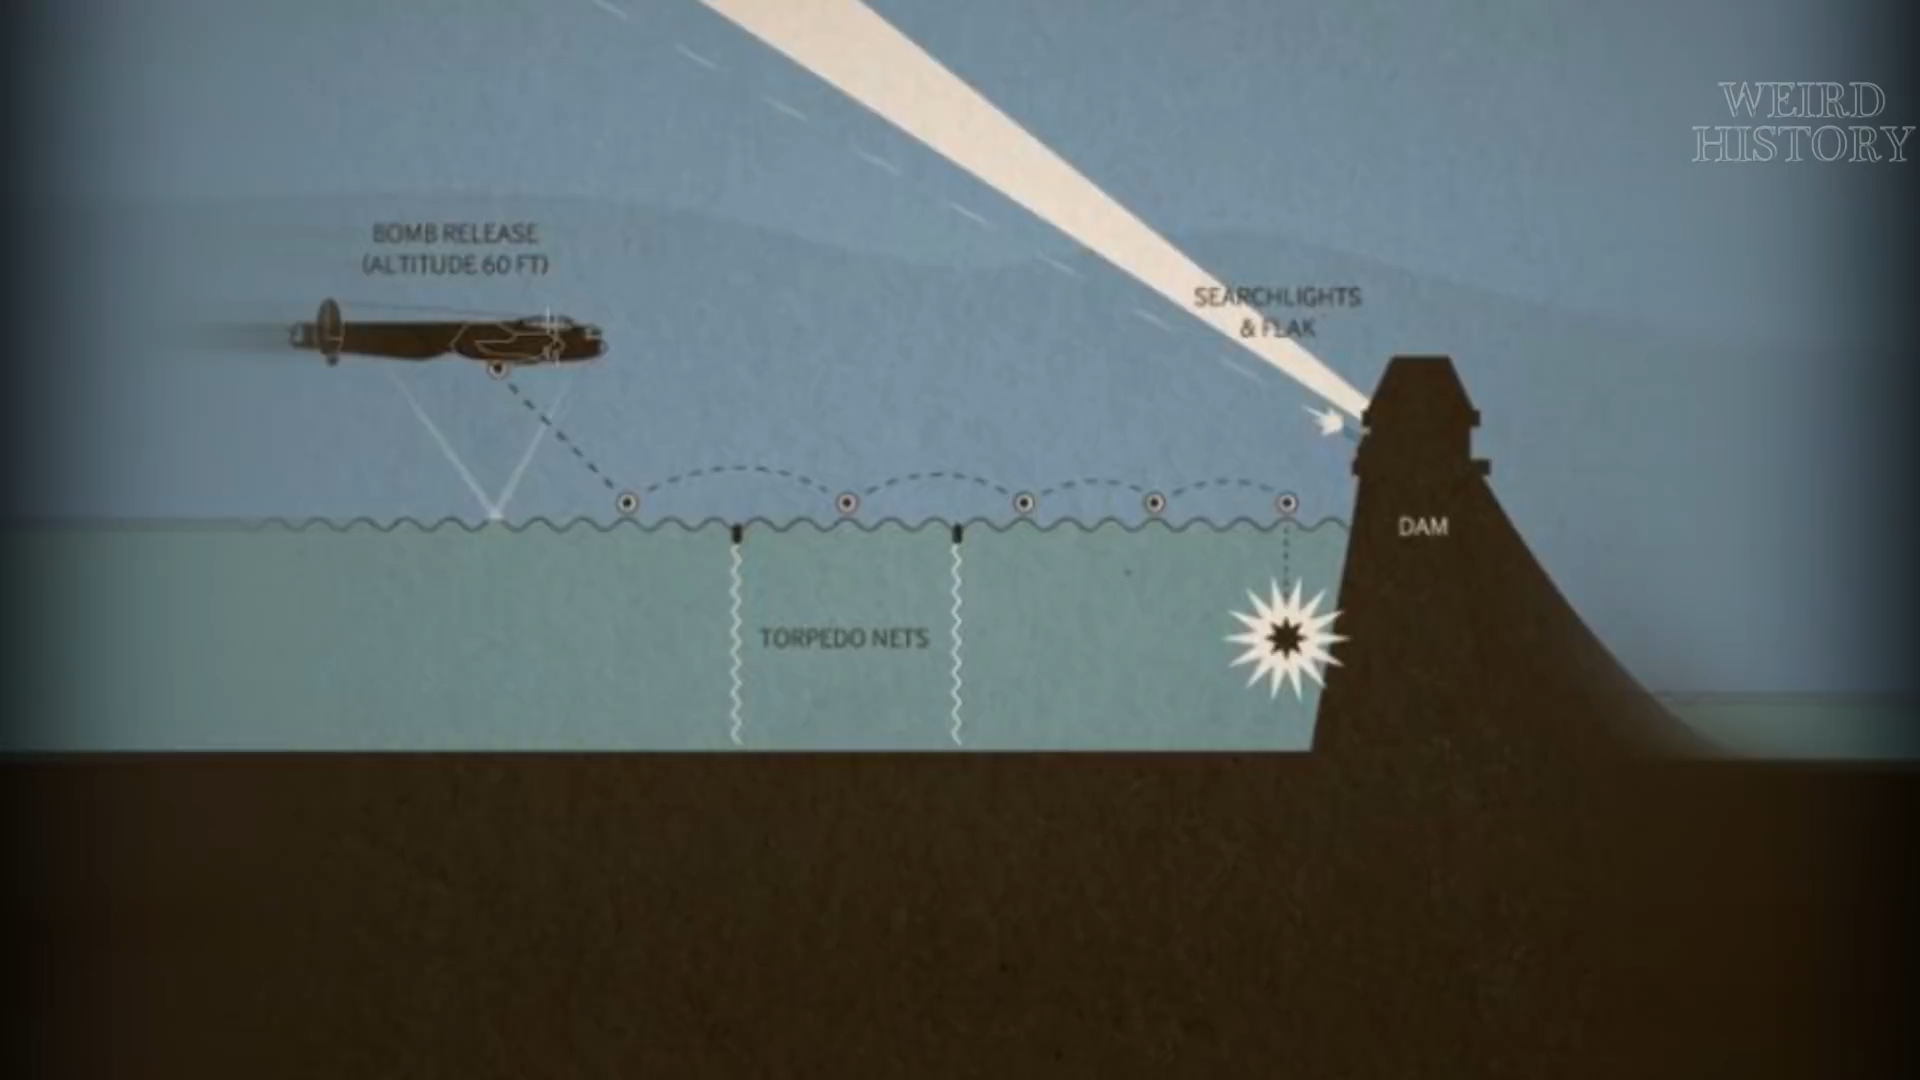 WEIRD
HISTORY
BOMB RELEASE
(ALTITUDE 60 FT)
SEARCHLIGHTS
& FLAK
DAM
TORPEDO NETS